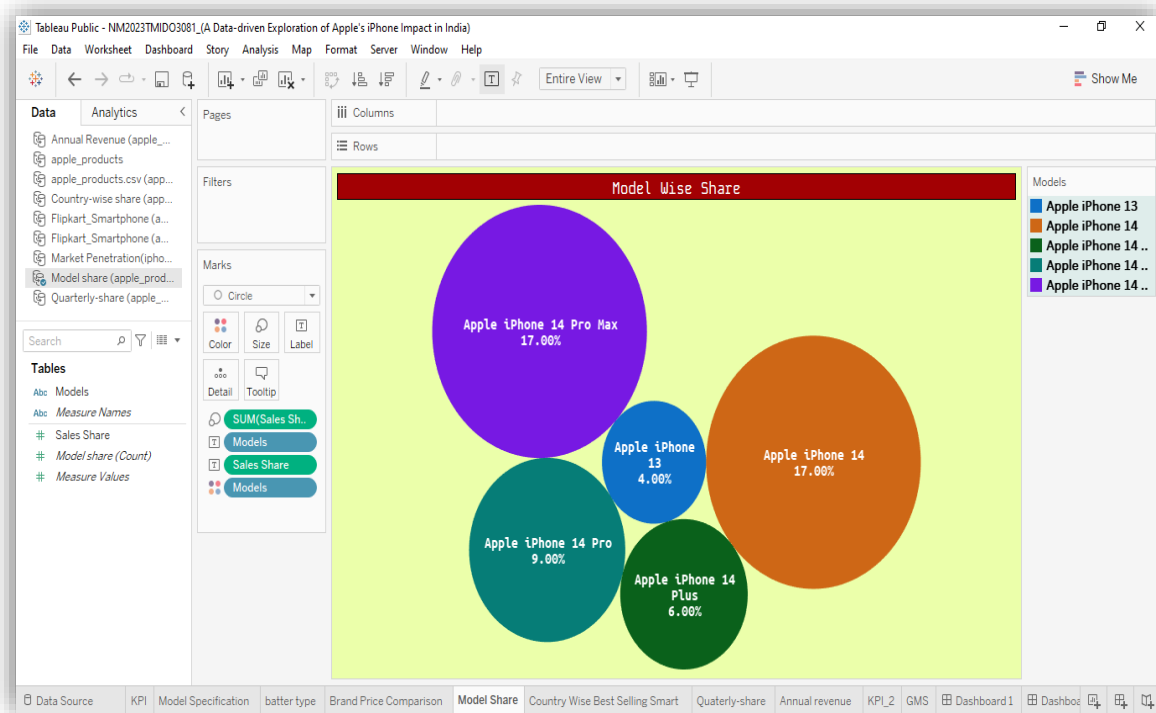 Tableau Public - NM2023TMIDO3081_(A Data-driven Exploration of Apple's iPhone Impact in India)
File Data Worksheet Dashboard Story Analysis Map Format Server Window Help
Entire View
Show Me
Data Analytics
Annual Revenue (apple_...
apple_products
apple_products.csv (app...
Country-wise share (app...
Flipkart_Smartphone (a...
Flipkart_Smartphone (a...
Market Penetration(ipho...
Model share (apple_prod...
Quarterly-share (apple_...
Search
Tables
Abc Models
Abc Measure Names
# Sales Share
# Model share (Count)
# Measure Values
Pages
Filters
Marks
Circle
Color Size Label
Detail Tooltip
SUM(Sales Sh..
Models
Sales Share
Models
Columns
Rows
Model Wise Share
Apple iPhone 14 Pro Max
17.00%
Apple iPhone
13
4.00%
Apple iPhone 14
17.00%
Apple iPhone 14 Pro
9.00%
Apple iPhone 14
Plus
6.00%
Models
Apple iPhone 13
Apple iPhone 14
Apple iPhone 14 ..
Apple iPhone 14 ..
Apple iPhone 14 ..
Data Source KPI Model Specification batter type Brand Price Comparison Model Share Country Wise Best Selling Smart Quaterly-share Annual revenue KPI_2 GMS Dashboard 1 Dashboa